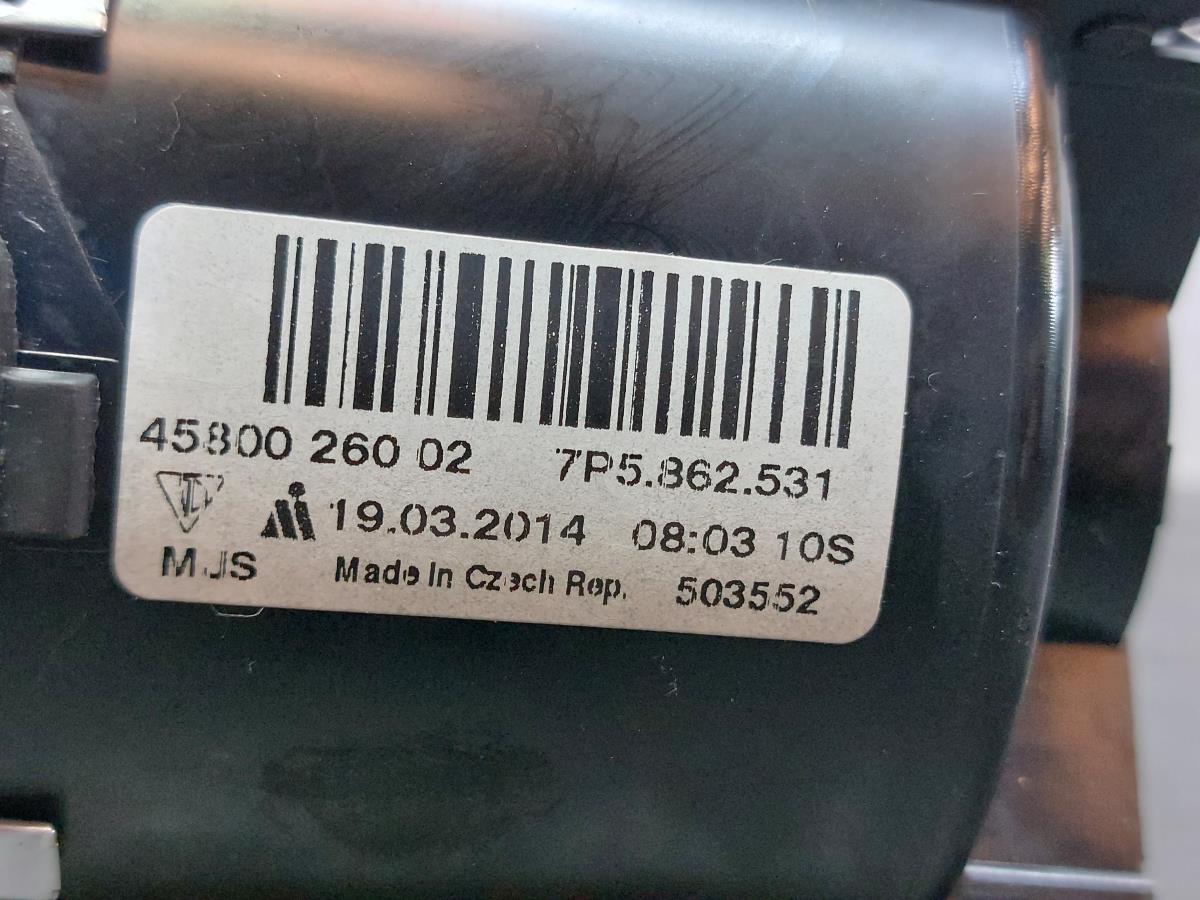 45800 260 02 7P5.862.531
19.03.2014 08:03 10S
MJS Made In Czech Rep. 503552